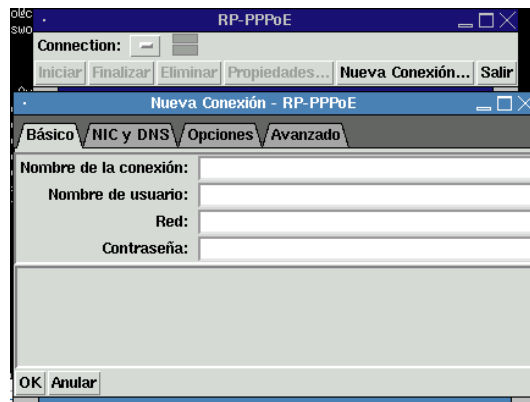 RP-PPPoE
Connection:
Iniciar Finalizar Eliminar Propiedades... Nueva Conexión... Salir
Nueva Conexión - RP-PPPoE
Básico NIC y DNS Opciones Avanzado
Nombre de la conexión:
Nombre de usuario:
Red:
Contraseña:
OK Anular